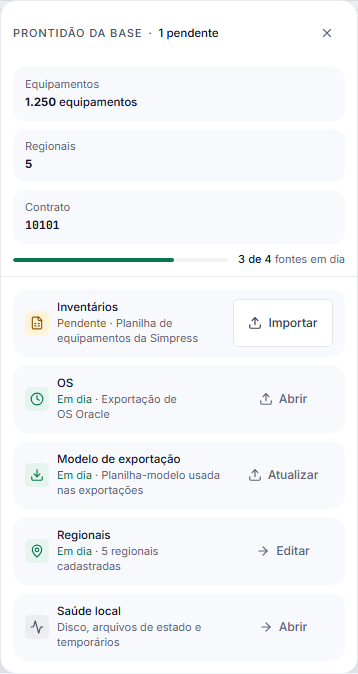 PRONTIDÃO DA BASE · 1 pendente
Equipamentos
1.250 equipamentos
Regionais
5
Contrato
10101
3 de 4 fontes em dia
Inventários
Pendente · Planilha de
equipamentos da Simpress
Importar
OS
Em dia · Exportação de
OS Oracle
Abrir
Modelo de exportação
Em dia · Planilha-modelo usada
nas exportações
Atualizar
Regionais
Em dia · 5 regionais
cadastradas
Editar
Saúde local
Disco, arquivos de estado e
temporários
Abrir